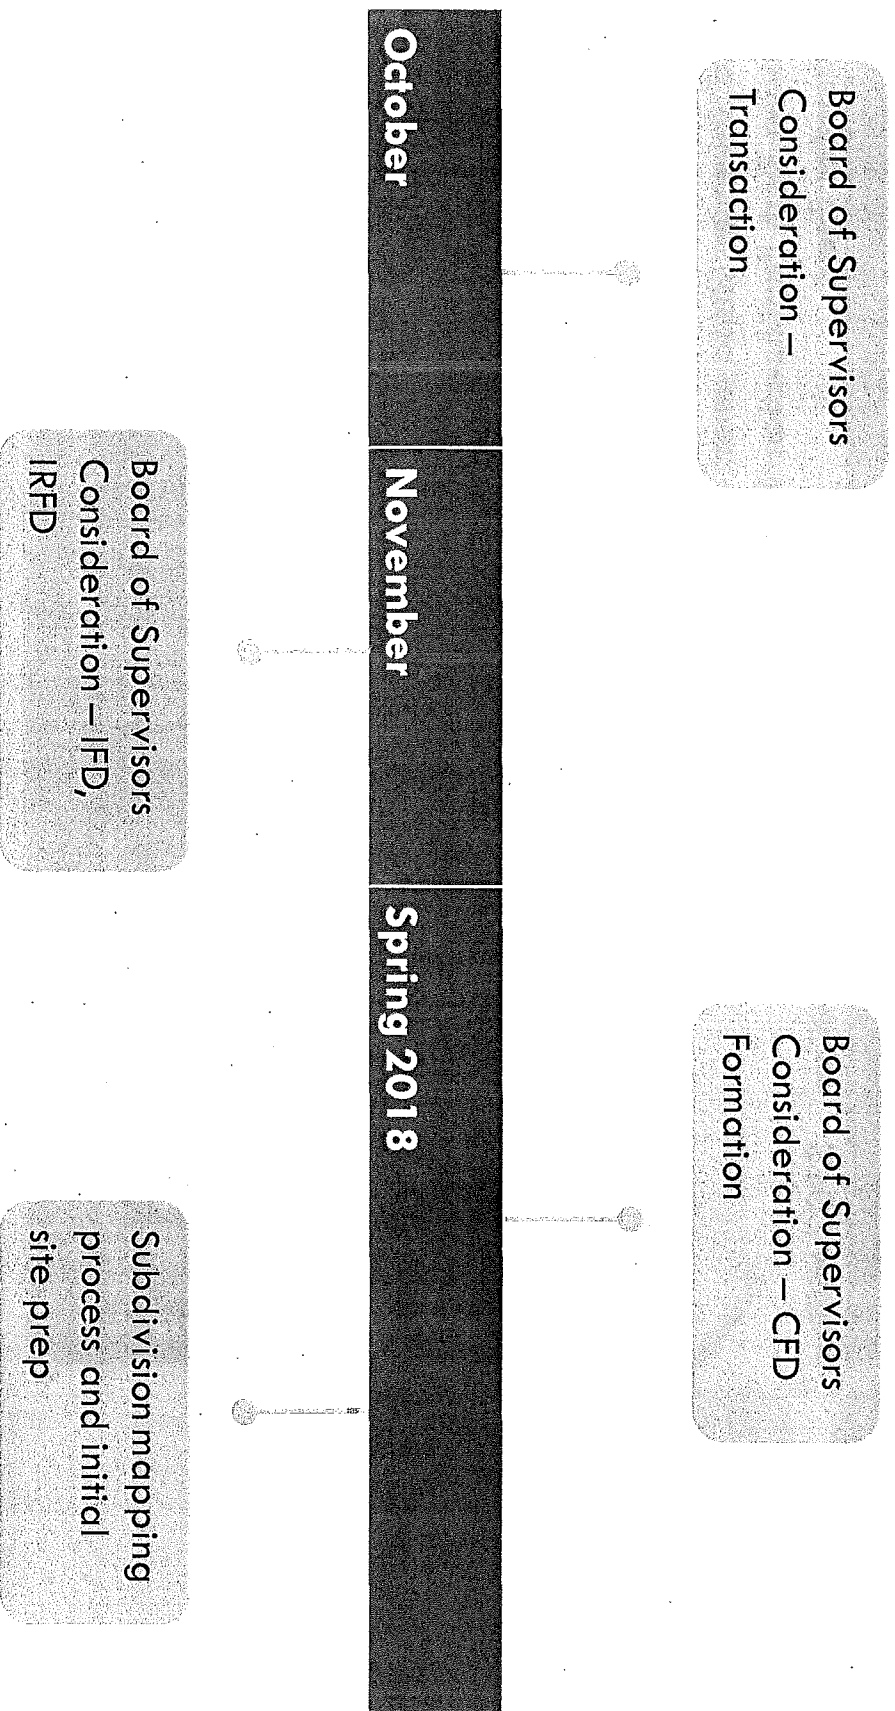 Board of Supervisors
Consideration –
Transaction
Board of Supervisors
Consideration – CFD
Formation
October
November
Spring 2018
Board of Supervisors
Consideration – IFD,
IRFD
Subdivision mapping
process and initial
site prep